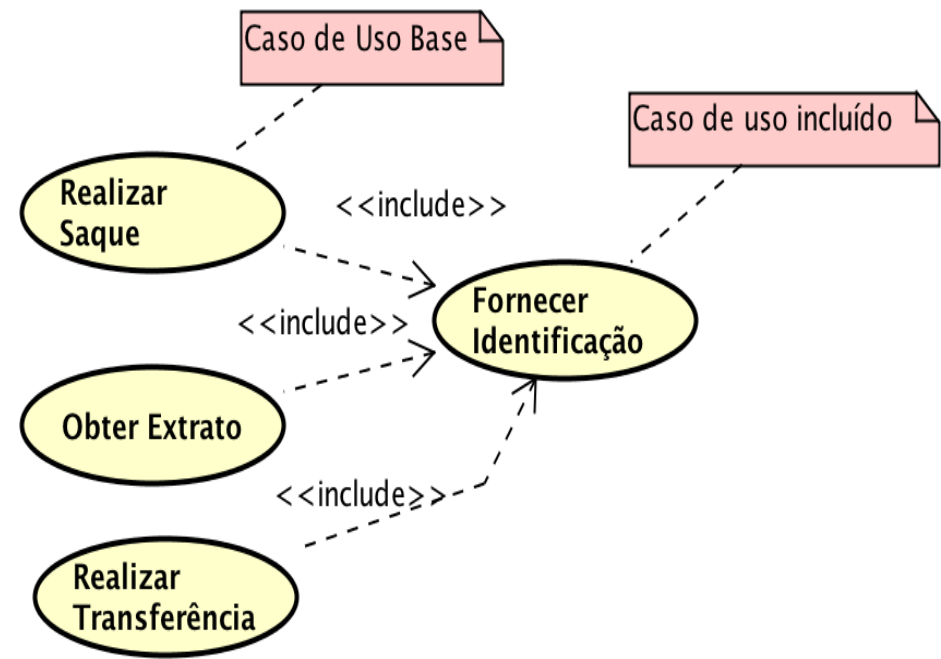 Caso de Uso Base
Caso de uso incluído
Realizar
Saque
<<include>>
Fornecer
Identificação
<<include>>
Obter Extrato
<<include>>
Realizar
Transferência